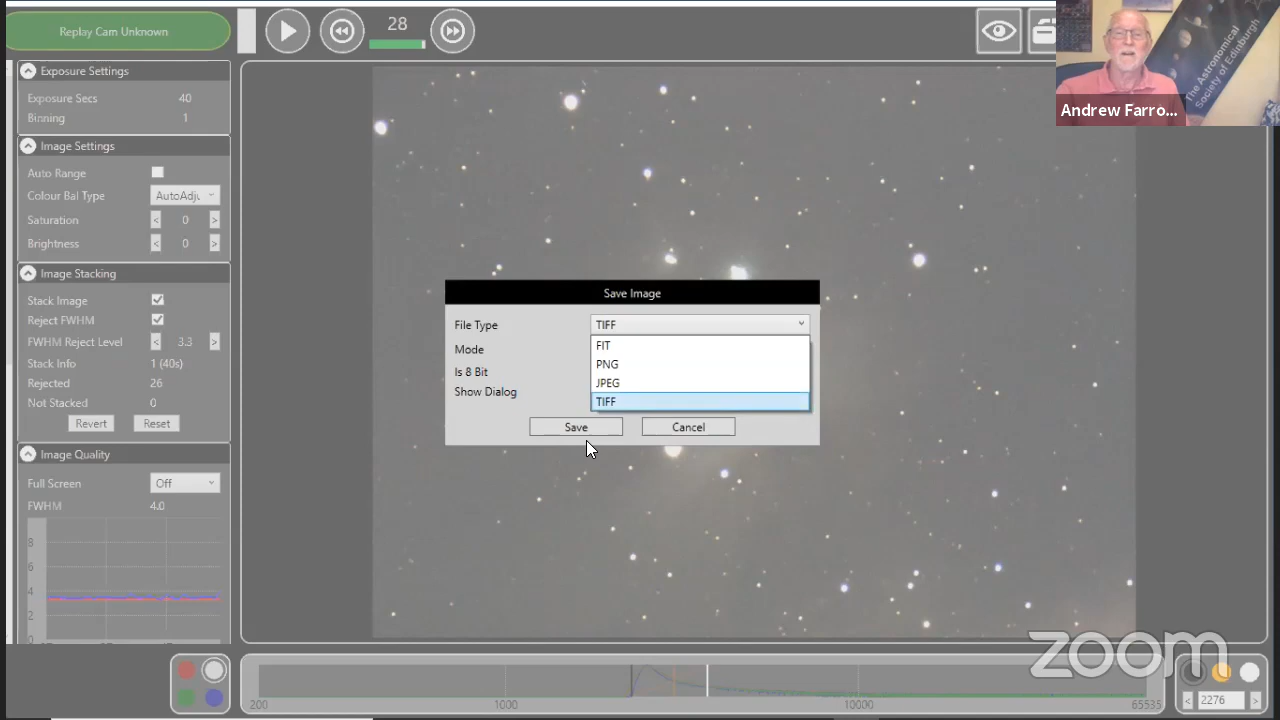 Replay Cam Unknown
28
Exposure Settings
Exposure Secs 40
Binning 1
Image Settings
Auto Range
Colour Bal Type AutoAdju
Saturation < 0 >
Brightness < 0 >
Image Stacking
Stack Image
Reject FWHM
FWHM Reject Level < 3.3 >
Stack Info 1 (40s)
Rejected 26
Not Stacked 0
Revert Reset
Image Quality
Full Screen Off
FWHM 4.0
8
6
4
2
0
Save Image
File Type TIFF
FIT
Mode
PNG
Is 8 Bit
JPEG
Show Dialog
TIFF
Save Cancel
The Astronomical
Society of Edinburgh
Andrew Farro...
zoom
200 1000 10000 65535
< 2276 >